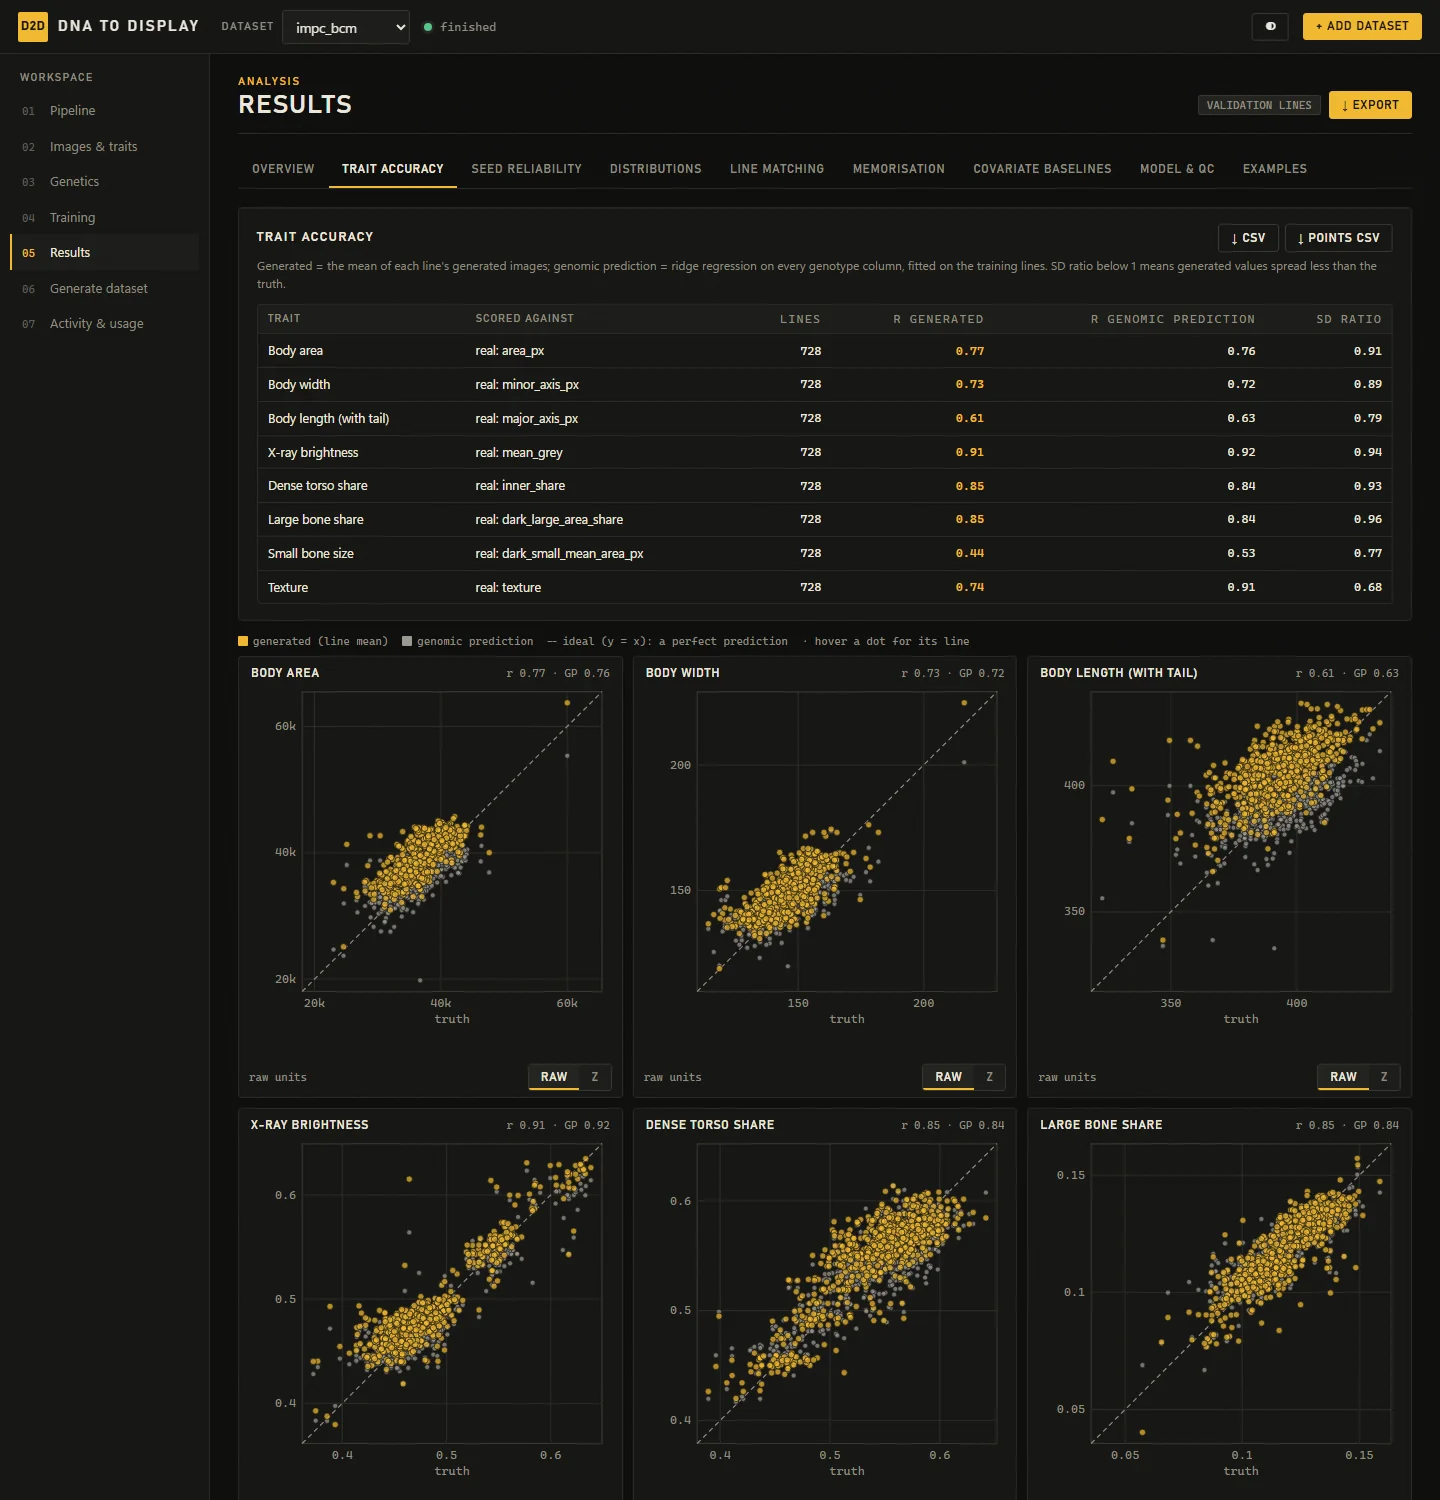 D2D DNA TO DISPLAY DATASET impc_bcm finished + ADD DATASET
WORKSPACE
01 Pipeline
02 Images & traits
03 Genetics
04 Training
05 Results
06 Generate dataset
07 Activity & usage
ANALYSIS
RESULTS
VALIDATION LINES ↓ EXPORT
OVERVIEW TRAIT ACCURACY SEED RELIABILITY DISTRIBUTIONS LINE MATCHING MEMORISATION COVARIATE BASELINES MODEL & QC EXAMPLES
TRAIT ACCURACY ↓ CSV ↓ POINTS CSV
Generated = the mean of each line's generated images; genomic prediction = ridge regression on every genotype column, fitted on the training lines. SD ratio below 1 means generated values spread less than the
truth.
TRAIT SCORED AGAINST LINES R GENERATED R GENOMIC PREDICTION SD RATIO
Body area real: area_px 728 0.77 0.76 0.91
Body width real: minor_axis_px 728 0.73 0.72 0.89
Body length (with tail) real: major_axis_px 728 0.61 0.63 0.79
X-ray brightness real: mean_grey 728 0.91 0.92 0.94
Dense torso share real: inner_share 728 0.85 0.84 0.93
Large bone share real: dark_large_area_share 728 0.85 0.84 0.96
Small bone size real: dark_small_mean_area_px 728 0.44 0.53 0.77
Texture real: texture 728 0.74 0.91 0.68
generated (line mean) genomic prediction -- ideal (y = x): a perfect prediction · hover a dot for its line
BODY AREA r 0.77 · GP 0.76
60k
40k
20k
20k 40k 60k
truth
raw units RAW Z
BODY WIDTH r 0.73 · GP 0.72
200
150
150 200
truth
raw units RAW Z
BODY LENGTH (WITH TAIL) r 0.61 · GP 0.63
400
350
350 400
truth
raw units RAW Z
X-RAY BRIGHTNESS r 0.91 · GP 0.92
0.6
0.5
0.4
0.4 0.5 0.6
truth
DENSE TORSO SHARE r 0.85 · GP 0.84
0.6
0.5
0.4
0.4 0.5 0.6
truth
LARGE BONE SHARE r 0.85 · GP 0.84
0.15
0.1
0.05
0.05 0.1 0.15
truth